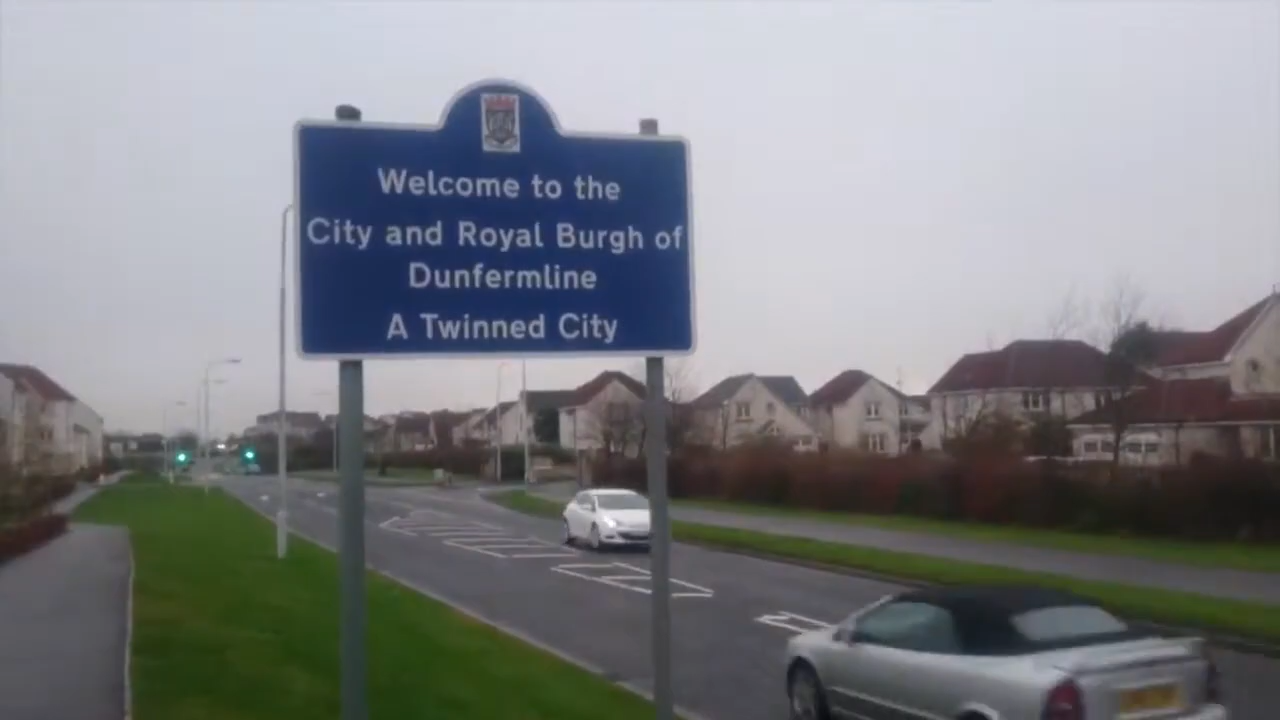 Welcome to the
City and Royal Burgh of
Dunfermline
A Twinned City